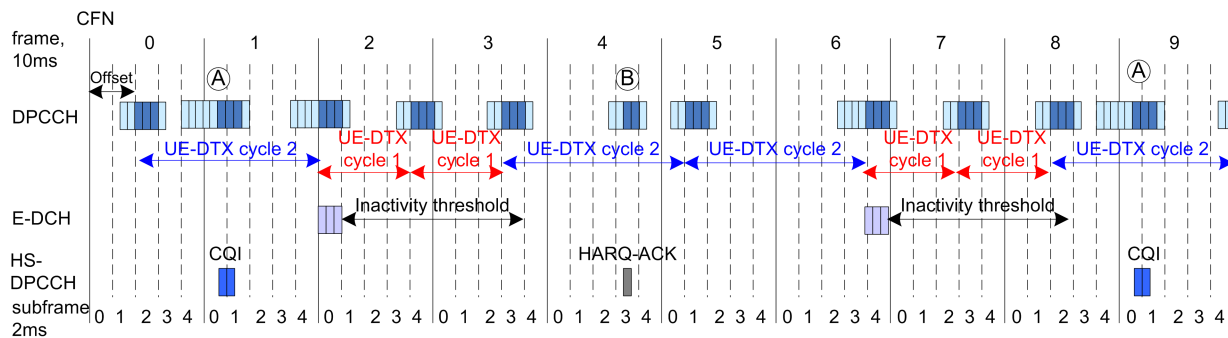 CFN
frame,
10ms
0 1 2 3 4 5 6 7 8 9
Offset
A B A
DPCCH
UE-DTX cycle 2
UE-DTX
cycle 1
UE-DTX
cycle 1
UE-DTX cycle 2
UE-DTX cycle 2
UE-DTX
cycle 1
UE-DTX
cycle 1
UE-DTX cycle 2
E-DCH
Inactivity threshold
Inactivity threshold
HS-
DPCCH
CQI
HARQ-ACK
CQI
subframe
2ms
0 1 2 3 4 0 1 2 3 4 0 1 2 3 4 0 1 2 3 4 0 1 2 3 4 0 1 2 3 4 0 1 2 3 4 0 1 2 3 4 0 1 2 3 4 0 1 2 3 4